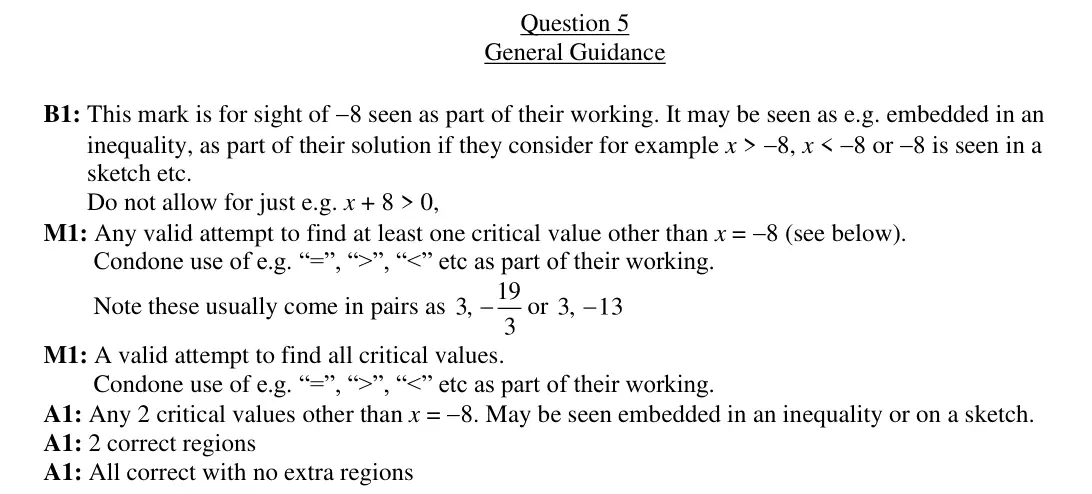 Question 5
General Guidance
B1: This mark is for sight of –8 seen as part of their working. It may be seen as e.g. embedded in an
inequality, as part of their solution if they consider for example x > –8, x < –8 or –8 is seen in a
sketch etc.
Do not allow for just e.g. x + 8 > 0,
M1: Any valid attempt to find at least one critical value other than x = –8 (see below).
Condone use of e.g. “=”, “>”, “<” etc as part of their working.
Note these usually come in pairs as 3, –19/3 or 3, –13
M1: A valid attempt to find all critical values.
Condone use of e.g. “=”, “>”, “<” etc as part of their working.
A1: Any 2 critical values other than x = –8. May be seen embedded in an inequality or on a sketch.
A1: 2 correct regions
A1: All correct with no extra regions